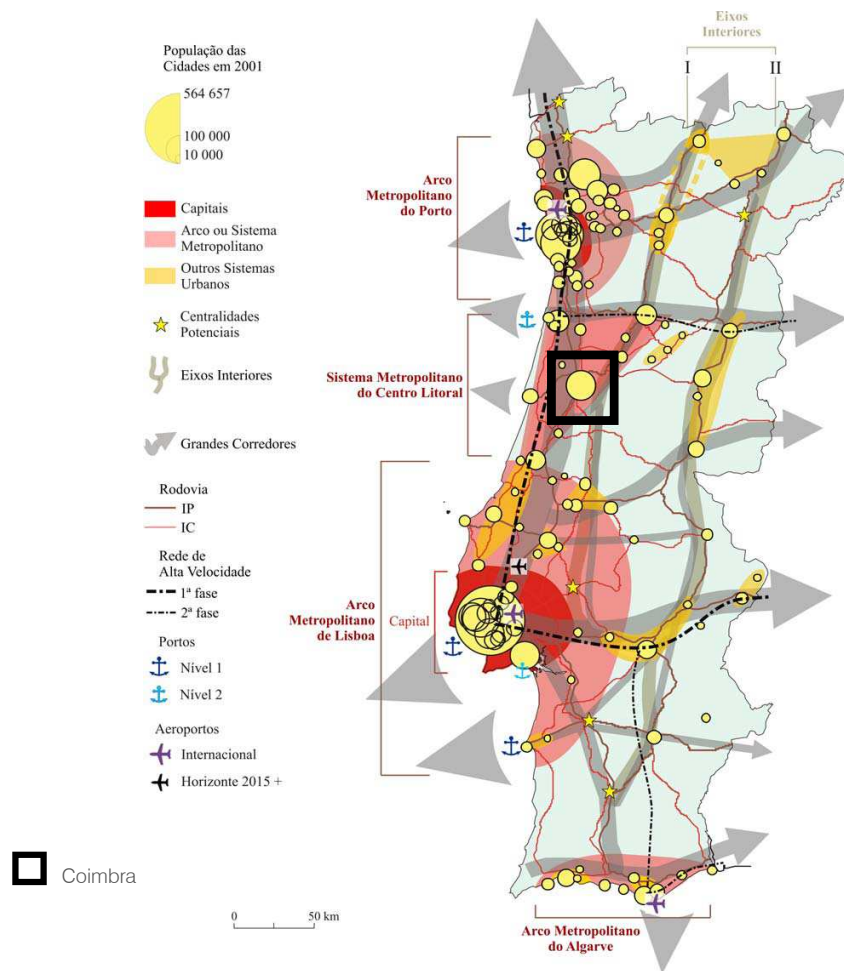 População das
Cidades em 2001
564 657
100 000
10 000
Capitais
Arco ou Sistema
Metropolitano
Outros Sistemas
Urbanos
Centralidades
Potenciais
Eixos Interiores
Grandes Corredores
Rodovia
IP
IC
Rede de
Alta Velocidade
1ª fase
2ª fase
Portos
Nível 1
Nível 2
Aeroportos
Internacional
Horizonte 2015 +
Coimbra
0 50 km
Eixos
Interiores
I II
Arco
Metropolitano
do Porto
Sistema Metropolitano
do Centro Litoral
Arco
Metropolitano
de Lisboa
Capital
Arco Metropolitano
do Algarve